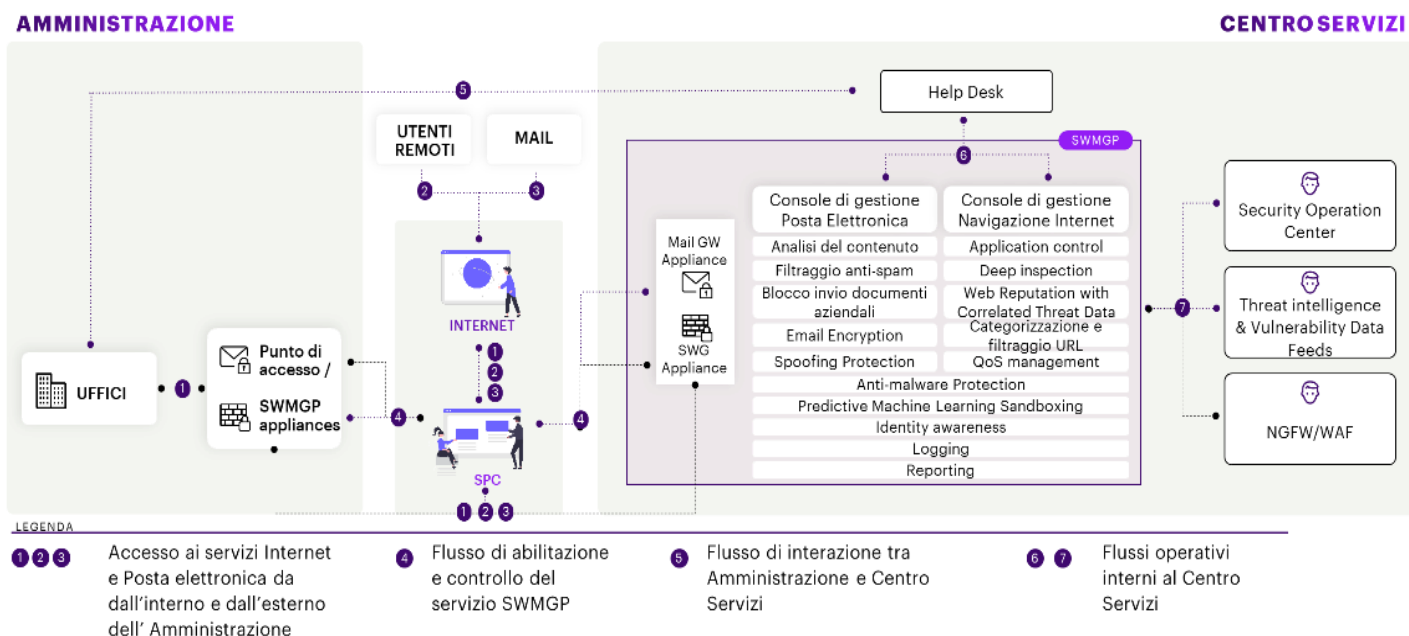 AMMINISTRAZIONE
CENTRO SERVIZI
5
Help Desk
UTENTI
REMOTI
MAIL
SWMGP
6
2
3
Console di gestione
Posta Elettronica
Console di gestione
Navigazione Internet
Security Operation
Center
Mail GW
Appliance
Analisi del contenuto
Application control
Filtraggio anti-spam
Deep inspection
Blocco invio documenti
aziendali
Web Reputation with
Correlated Threat Data
7
Threat intelligence
& Vulnerability Data
Feeds
INTERNET
Email Encryption
Categorizzazione e
filtraggio URL
SWG
Appliance
Spoofing Protection
QoS management
1
2
3
Punto di
accesso /
SWMGP
appliances
UFFICI
1
4
4
Anti-malware Protection
Predictive Machine Learning Sandboxing
Identity awareness
Logging
Reporting
NGFW/WAF
SPC
1 2 3
LEGENDA
1 2 3
Accesso ai servizi Internet
e Posta elettronica da
dall'interno e dall'esterno
dell' Amministrazione
4
Flusso di abilitazione
e controllo del
servizio SWMGP
5
Flusso di interazione tra
Amministrazione e Centro
Servizi
6 7
Flussi operativi
interni al Centro
Servizi